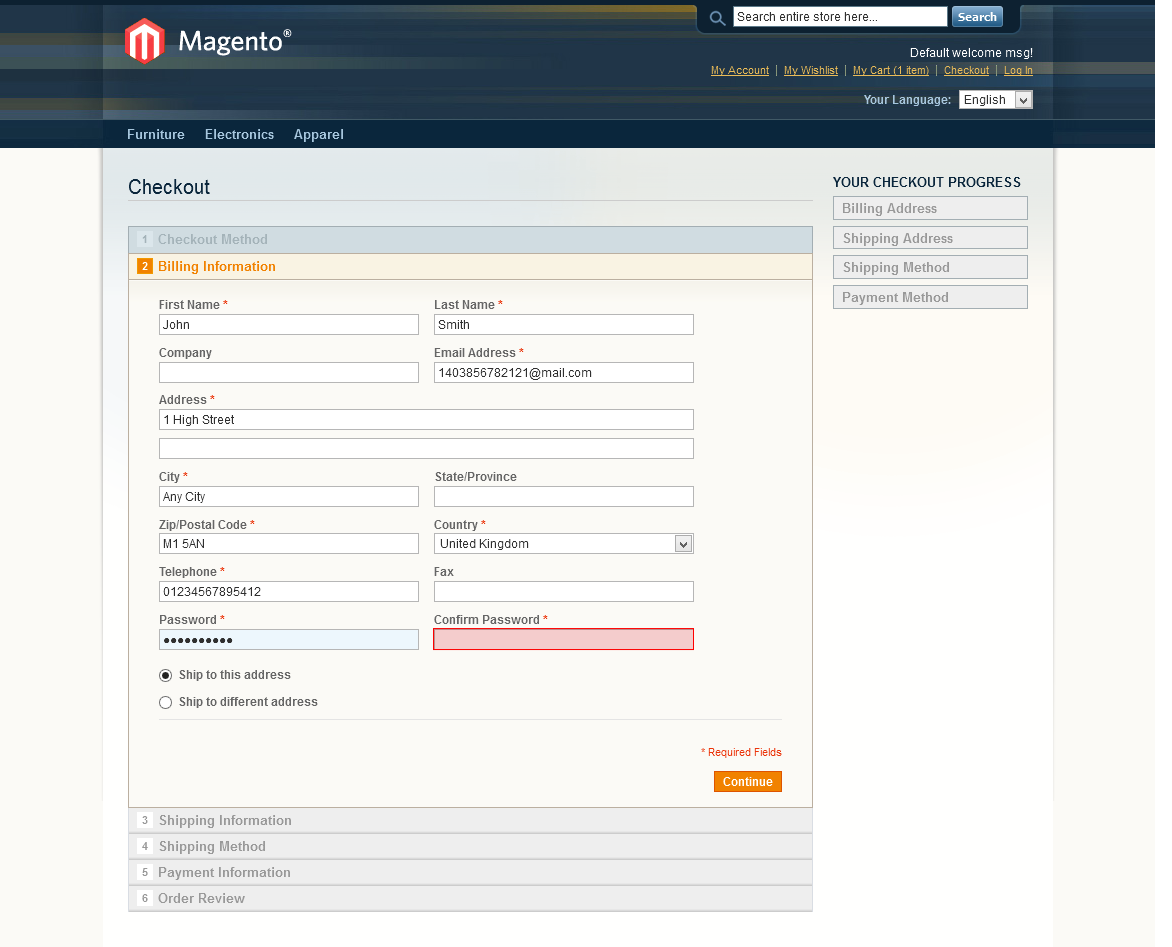 Search entire store here...
Search
Magento®
Default welcome msg!
My Account | My Wishlist | My Cart (1 item) | Checkout | Log In
Your Language: English
Furniture Electronics Apparel
Checkout
YOUR CHECKOUT PROGRESS
Billing Address
Shipping Address
Shipping Method
Payment Method
1 Checkout Method
2 Billing Information
First Name * Last Name *
John Smith
Company Email Address *
1403856782121@mail.com
Address *
1 High Street
City * State/Province
Any City
Zip/Postal Code * Country *
M1 5AN United Kingdom
Telephone * Fax
01234567895412
Password * Confirm Password *
●●●●●●●●●●
Ship to this address
Ship to different address
* Required Fields
Continue
3 Shipping Information
4 Shipping Method
5 Payment Information
6 Order Review